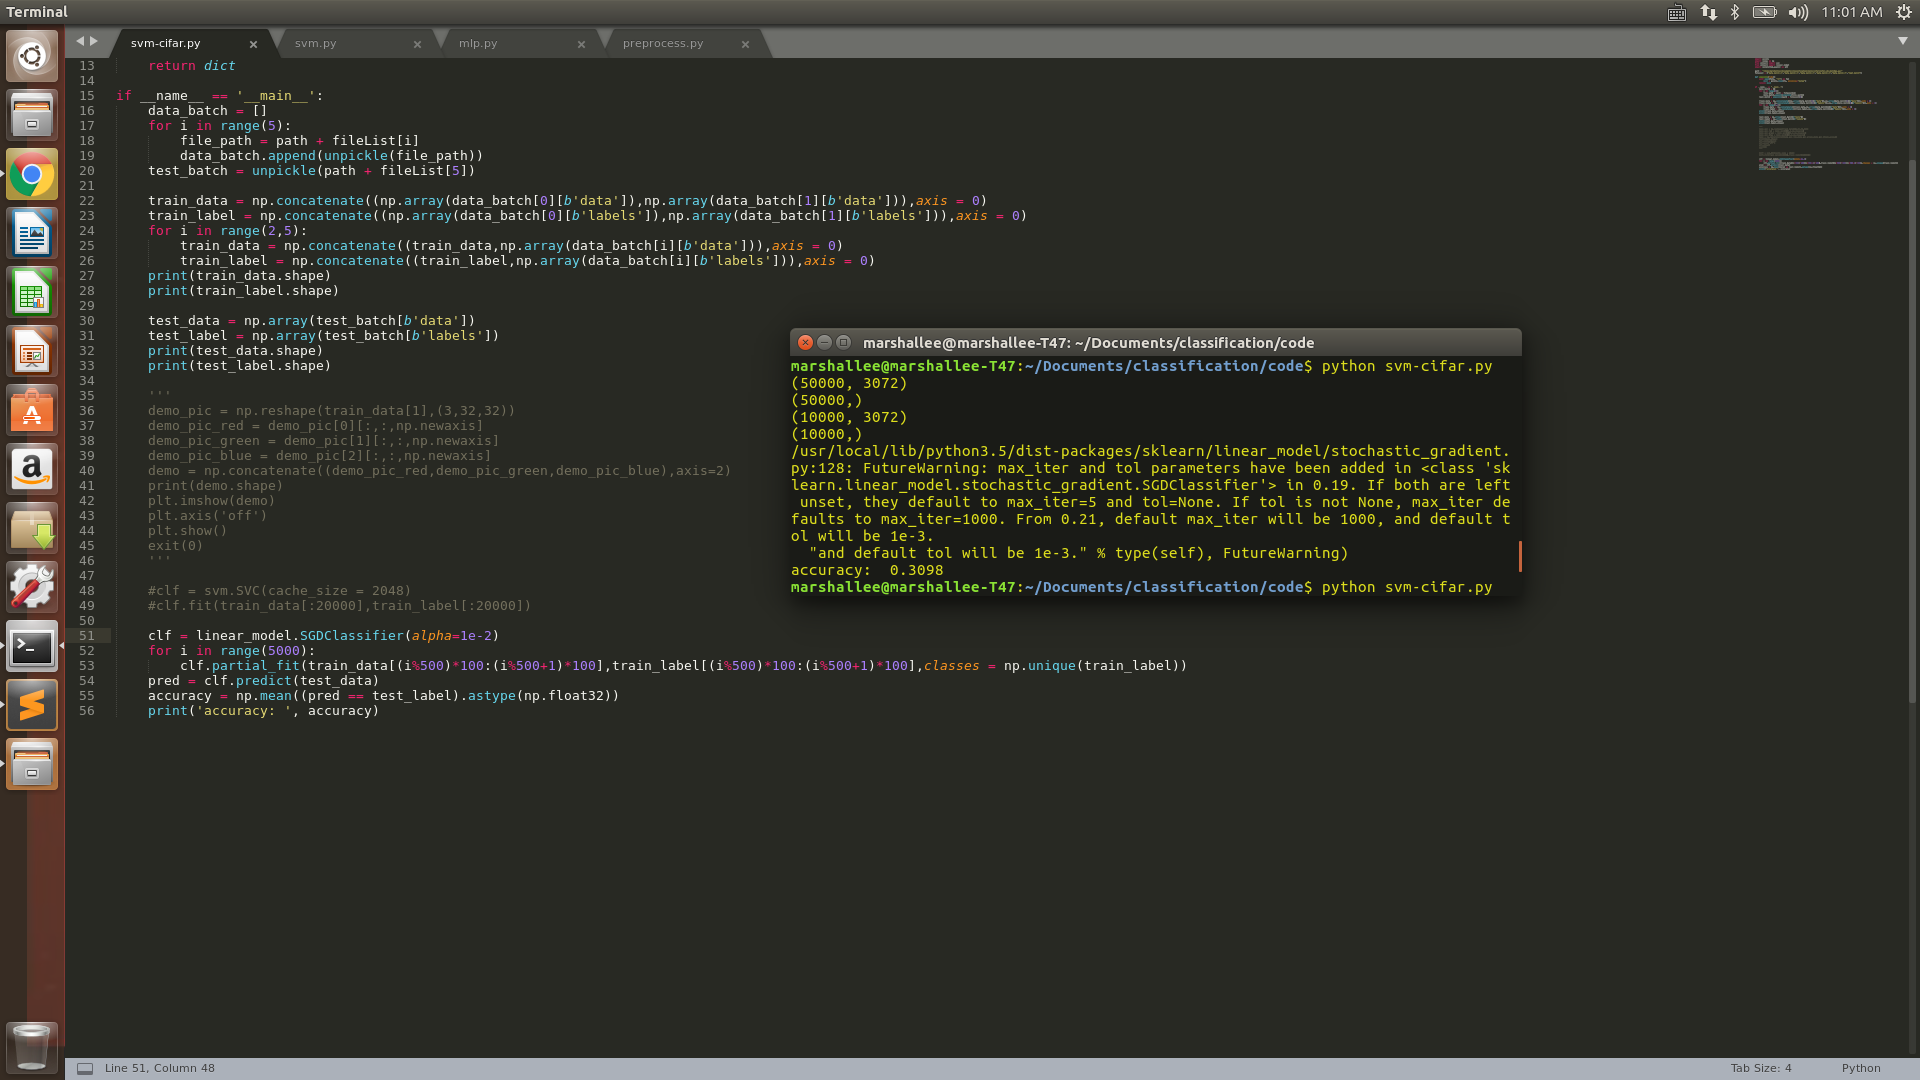 Terminal
11:01 AM
svm-cifar.py
svm.py
mlp.py
preprocess.py
13     return dict
14
15 if __name__ == '__main__':
16     data_batch = []
17     for i in range(5):
18         file_path = path + fileList[i]
19         data_batch.append(unpickle(file_path))
20     test_batch = unpickle(path + fileList[5])
21
22     train_data = np.concatenate((np.array(data_batch[0][b'data']),np.array(data_batch[1][b'data'])),axis = 0)
23     train_label = np.concatenate((np.array(data_batch[0][b'labels']),np.array(data_batch[1][b'labels'])),axis = 0)
24     for i in range(2,5):
25         train_data = np.concatenate((train_data,np.array(data_batch[i][b'data'])),axis = 0)
26         train_label = np.concatenate((train_label,np.array(data_batch[i][b'labels'])),axis = 0)
27     print(train_data.shape)
28     print(train_label.shape)
29
30     test_data = np.array(test_batch[b'data'])
31     test_label = np.array(test_batch[b'labels'])
32     print(test_data.shape)
33     print(test_label.shape)
34
35     '''
36     demo_pic = np.reshape(train_data[1],(3,32,32))
37     demo_pic_red = demo_pic[0][:,:,np.newaxis]
38     demo_pic_green = demo_pic[1][:,:,np.newaxis]
39     demo_pic_blue = demo_pic[2][:,:,np.newaxis]
40     demo = np.concatenate((demo_pic_red,demo_pic_green,demo_pic_blue),axis=2)
41     print(demo.shape)
42     plt.imshow(demo)
43     plt.axis('off')
44     plt.show()
45     exit(0)
46     '''
47
48     #clf = svm.SVC(cache_size = 2048)
49     #clf.fit(train_data[:20000],train_label[:20000])
50
51     clf = linear_model.SGDClassifier(alpha=1e-2)
52     for i in range(5000):
53         clf.partial_fit(train_data[(i%500)*100:(i%500+1)*100],train_label[(i%500)*100:(i%500+1)*100],classes = np.unique(train_label))
54     pred = clf.predict(test_data)
55     accuracy = np.mean((pred == test_label).astype(np.float32))
56     print('accuracy: ', accuracy)
marshallee@marshallee-T47: ~/Documents/classification/code
marshallee@marshallee-T47:~/Documents/classification/code$ python svm-cifar.py
(50000, 3072)
(50000,)
(10000, 3072)
(10000,)
/usr/local/lib/python3.5/dist-packages/sklearn/linear_model/stochastic_gradient.
py:128: FutureWarning: max_iter and tol parameters have been added in <class 'sk
learn.linear_model.stochastic_gradient.SGDClassifier'> in 0.19. If both are left
 unset, they default to max_iter=5 and tol=None. If tol is not None, max_iter de
faults to max_iter=1000. From 0.21, default max_iter will be 1000, and default t
ol will be 1e-3.
  "and default tol will be 1e-3." % type(self), FutureWarning)
accuracy:  0.3098
marshallee@marshallee-T47:~/Documents/classification/code$ python svm-cifar.py
Line 51, Column 48
Tab Size: 4
Python